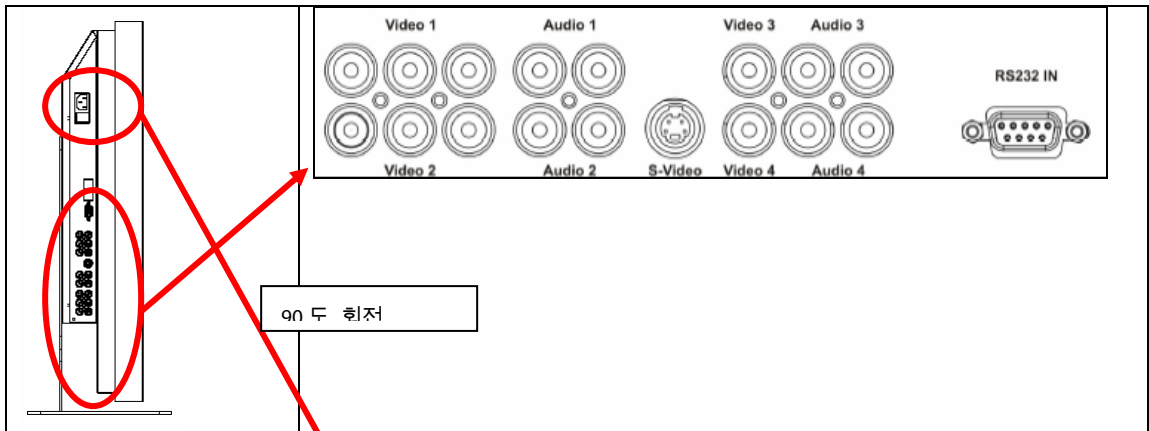 Video 1 Audio 1 Video 3 Audio 3
RS232 IN
Video 2 Audio 2 S-Video Video 4 Audio 4
90 도 회전